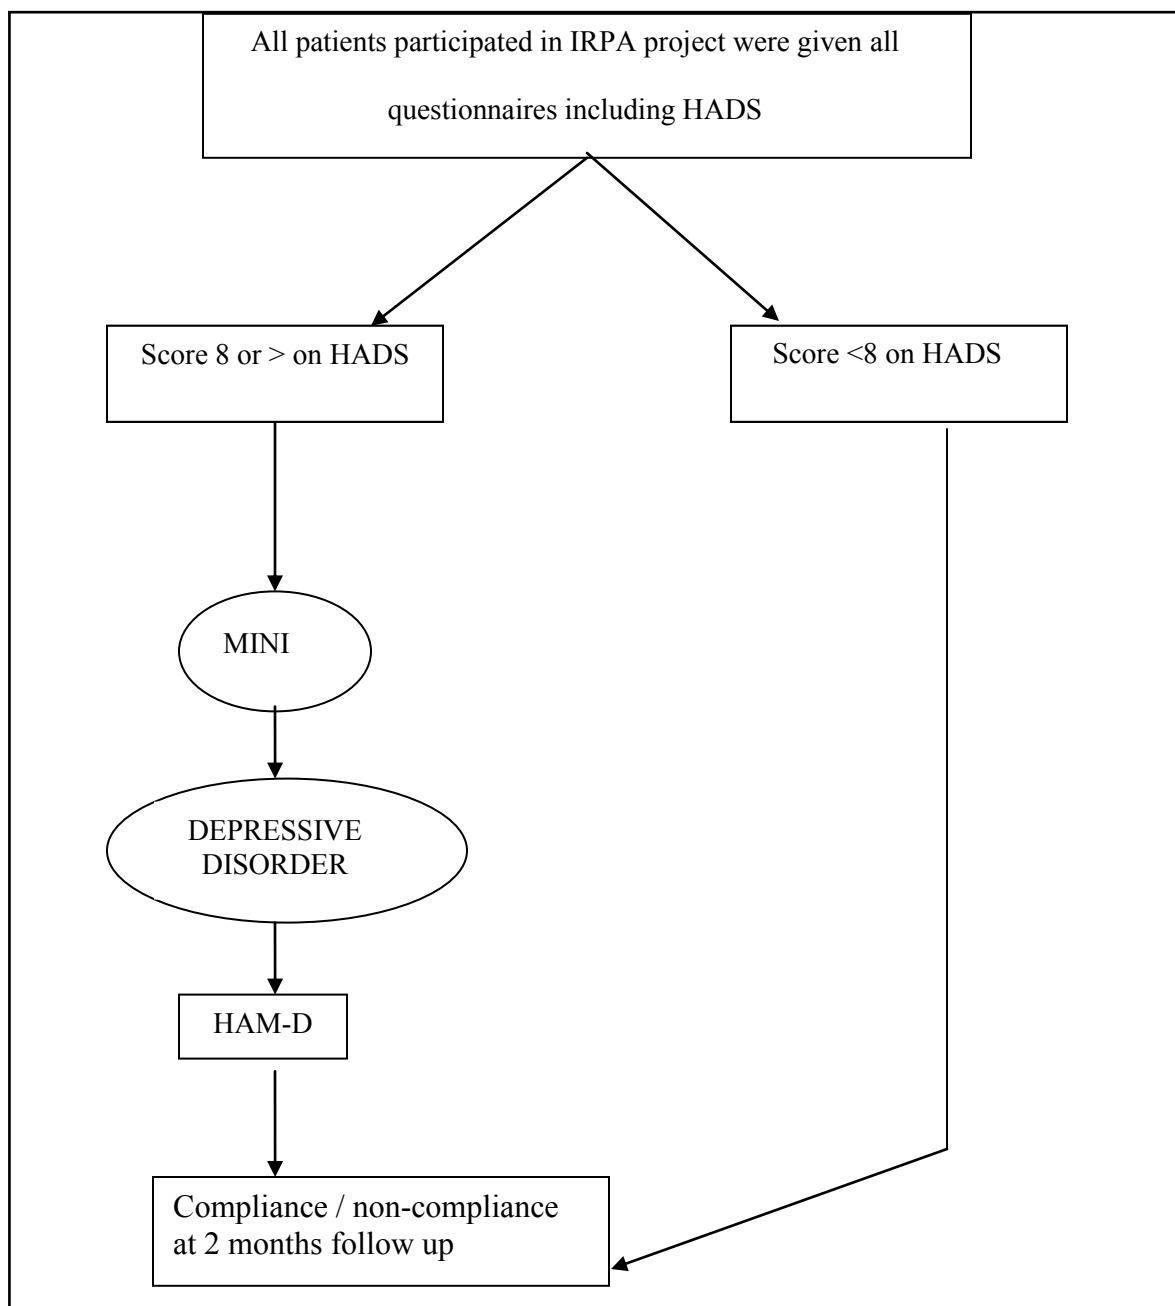 All patients participated in IRPA project were given all
questionnaires including HADS
Score 8 or > on HADS
Score <8 on HADS
MINI
DEPRESSIVE
DISORDER
HAM-D
Compliance / non-compliance
at 2 months follow up